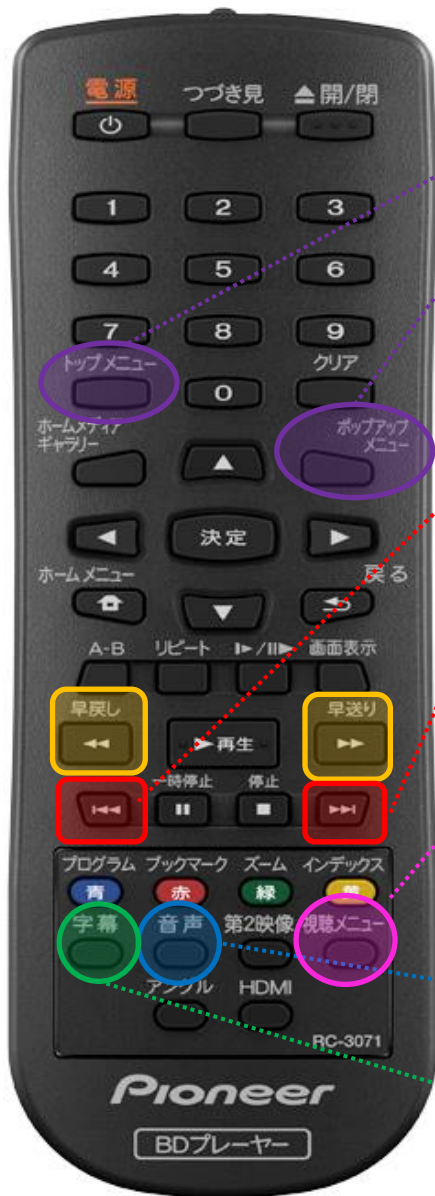 電源 つづき見 ▲開/閉
1 2 3
4 5 6
7 8 9
トップメニュー クリア
0
ホームメディア
ギャラリー
ポップアップ
メニュー
決定
ホームメニュー 戻る
A-B リピート 画面表示
早戻し 早送り
再生
一時停止 停止
プログラム ブックマーク ズーム インデックス
青 赤 緑 黄
字幕 音声 第2映像 視聴メニュー
アングル HDMI
RC-3071
Pioneer
BDプレーヤー